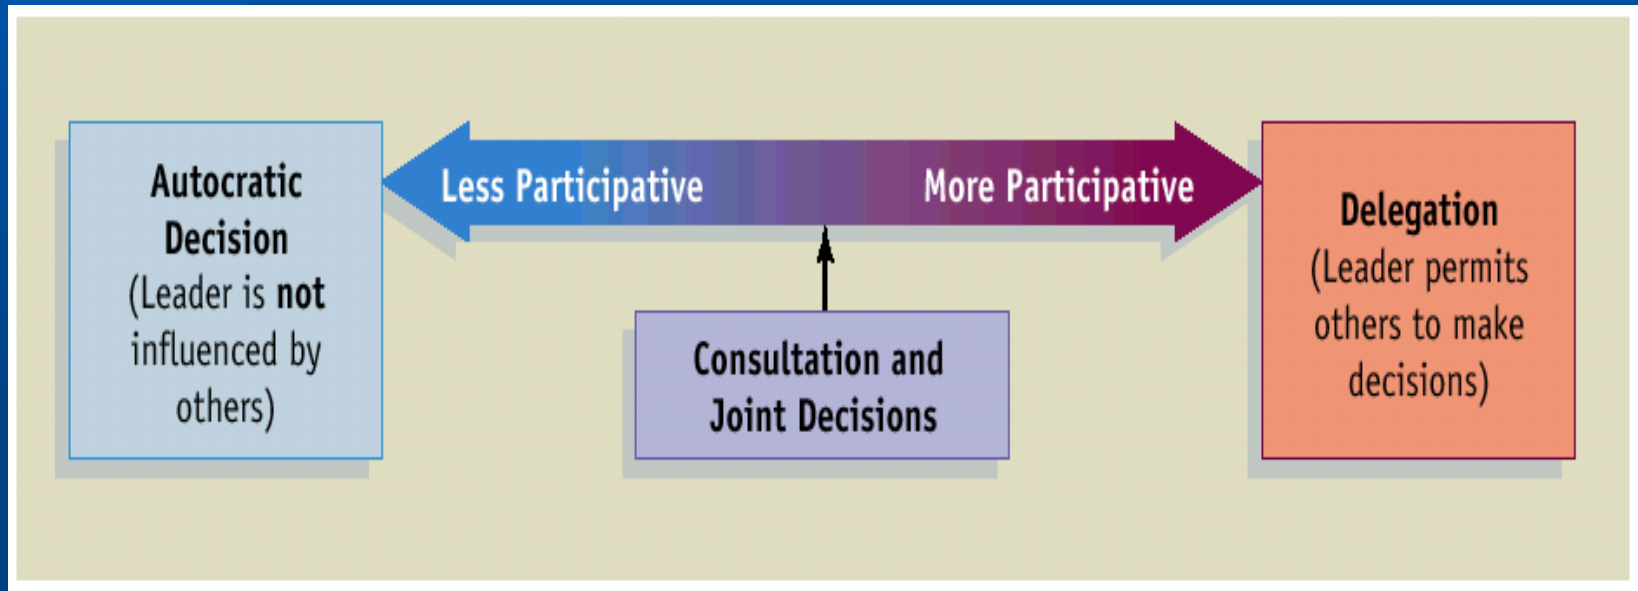 Autocratic
Decision
(Leader is not
influenced by
others)
Less Participative
More Participative
Consultation and
Joint Decisions
Delegation
(Leader permits
others to make
decisions)